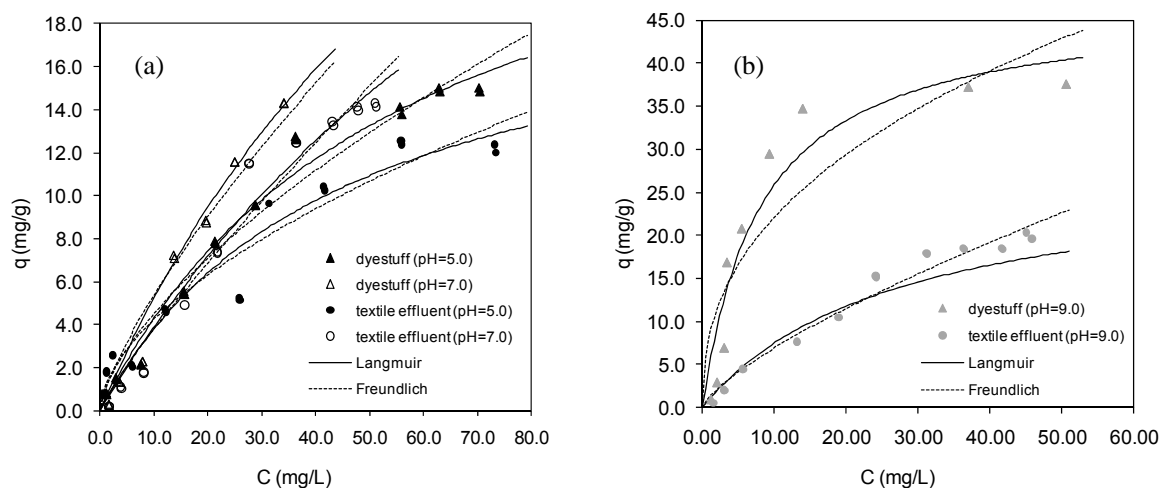 (a)
q (mg/g)
18.0
16.0
14.0
12.0
10.0
8.0
6.0
4.0
2.0
0.0
0.0 10.0 20.0 30.0 40.0 50.0 60.0 70.0 80.0
C (mg/L)
dyestuff (pH=5.0)
dyestuff (pH=7.0)
textile effluent (pH=5.0)
textile effluent (pH=7.0)
Langmuir
Freundlich
(b)
q (mg/g)
45.0
40.0
35.0
30.0
25.0
20.0
15.0
10.0
5.0
0.0
0.00 10.00 20.00 30.00 40.00 50.00 60.00
C (mg/L)
dyestuff (pH=9.0)
textile effluent (pH=9.0)
Langmuir
Freundlich